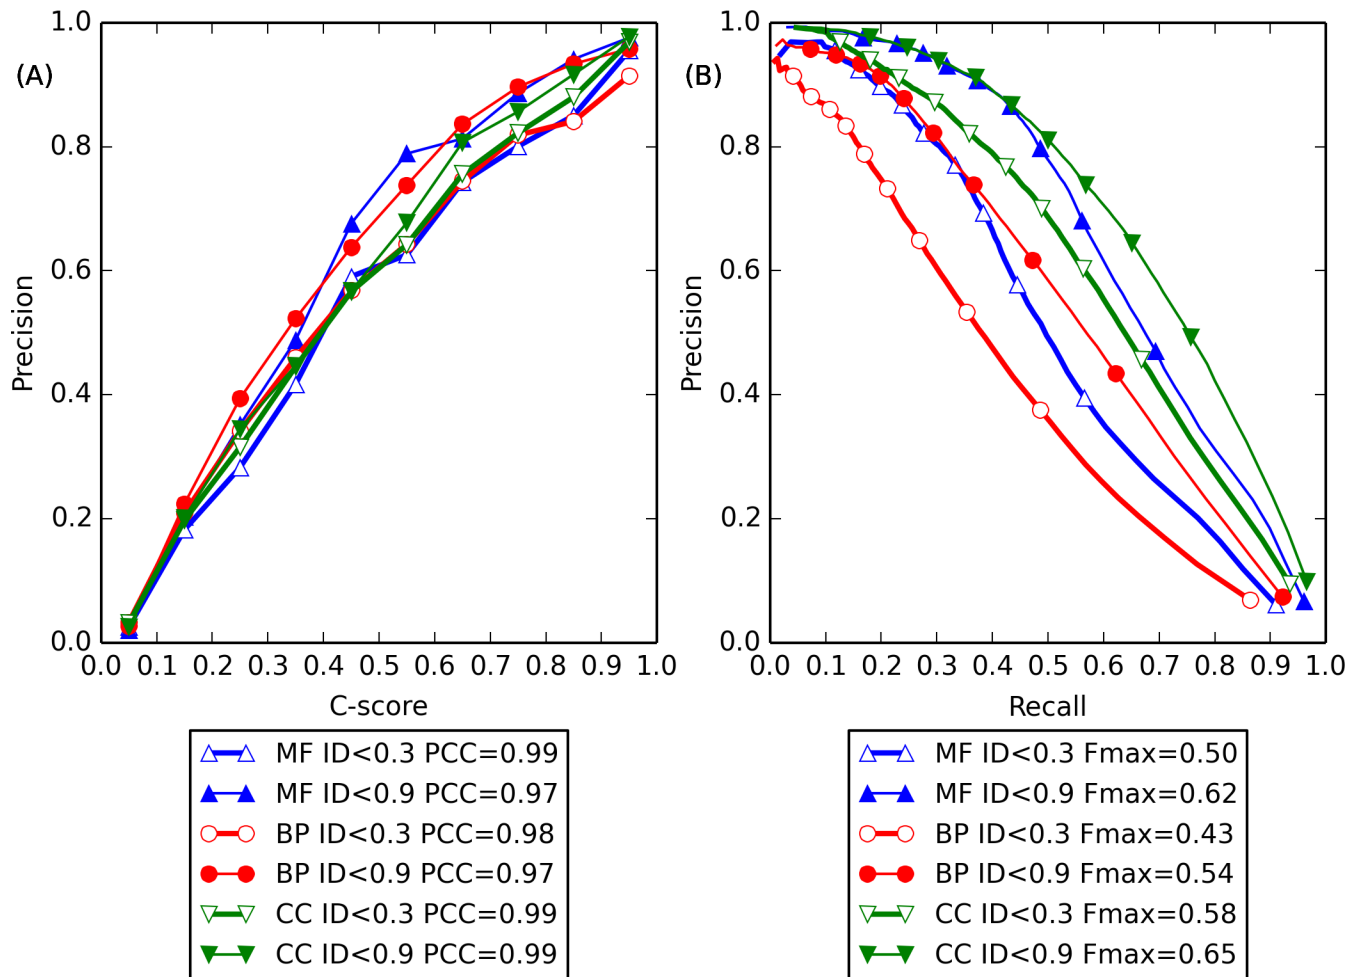 (A)
Precision
1.0
0.8
0.6
0.4
0.2
0.0
0.0 0.1 0.2 0.3 0.4 0.5 0.6 0.7 0.8 0.9 1.0
C-score
MF ID<0.3 PCC=0.99
MF ID<0.9 PCC=0.97
BP ID<0.3 PCC=0.98
BP ID<0.9 PCC=0.97
CC ID<0.3 PCC=0.99
CC ID<0.9 PCC=0.99
(B)
Precision
1.0
0.8
0.6
0.4
0.2
0.0
0.0 0.1 0.2 0.3 0.4 0.5 0.6 0.7 0.8 0.9 1.0
Recall
MF ID<0.3 Fmax=0.50
MF ID<0.9 Fmax=0.62
BP ID<0.3 Fmax=0.43
BP ID<0.9 Fmax=0.54
CC ID<0.3 Fmax=0.58
CC ID<0.9 Fmax=0.65